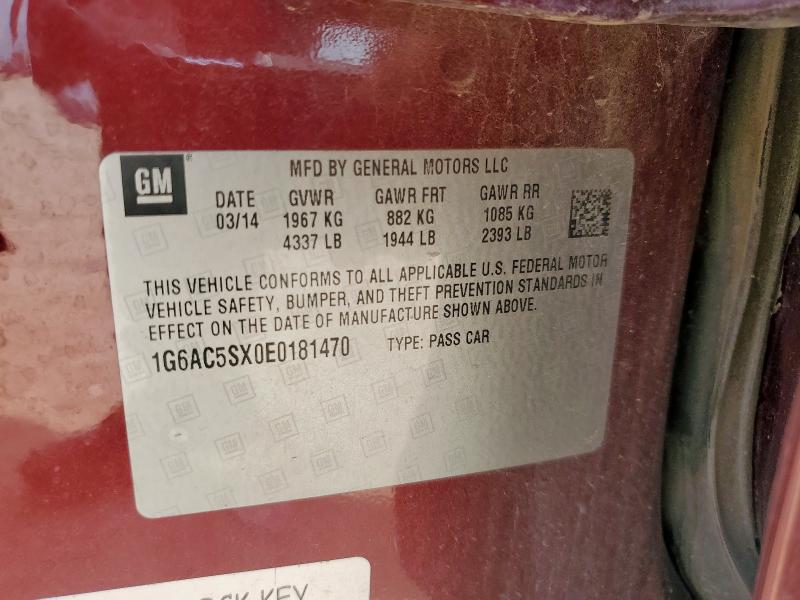 GM
MFD BY GENERAL MOTORS LLC
DATE GVWR GAWR FRT GAWR RR
03/14 1967 KG 882 KG 1085 KG
4337 LB 1944 LB 2393 LB
THIS VEHICLE CONFORMS TO ALL APPLICABLE U.S. FEDERAL MOTOR
VEHICLE SAFETY, BUMPER, AND THEFT PREVENTION STANDARDS IN
EFFECT ON THE DATE OF MANUFACTURE SHOWN ABOVE.
1G6AC5SX0E0181470 TYPE: PASS CAR
KEY